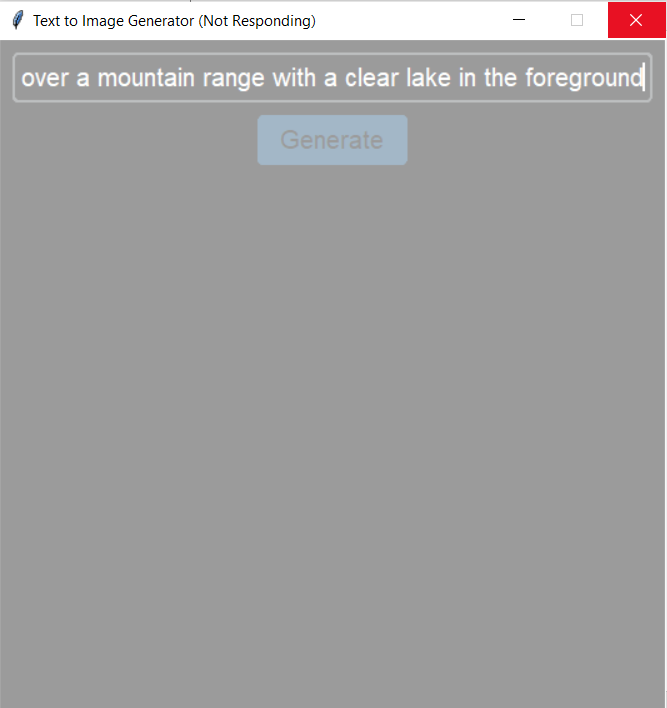 Text to Image Generator (Not Responding)
over a mountain range with a clear lake in the foreground
Generate